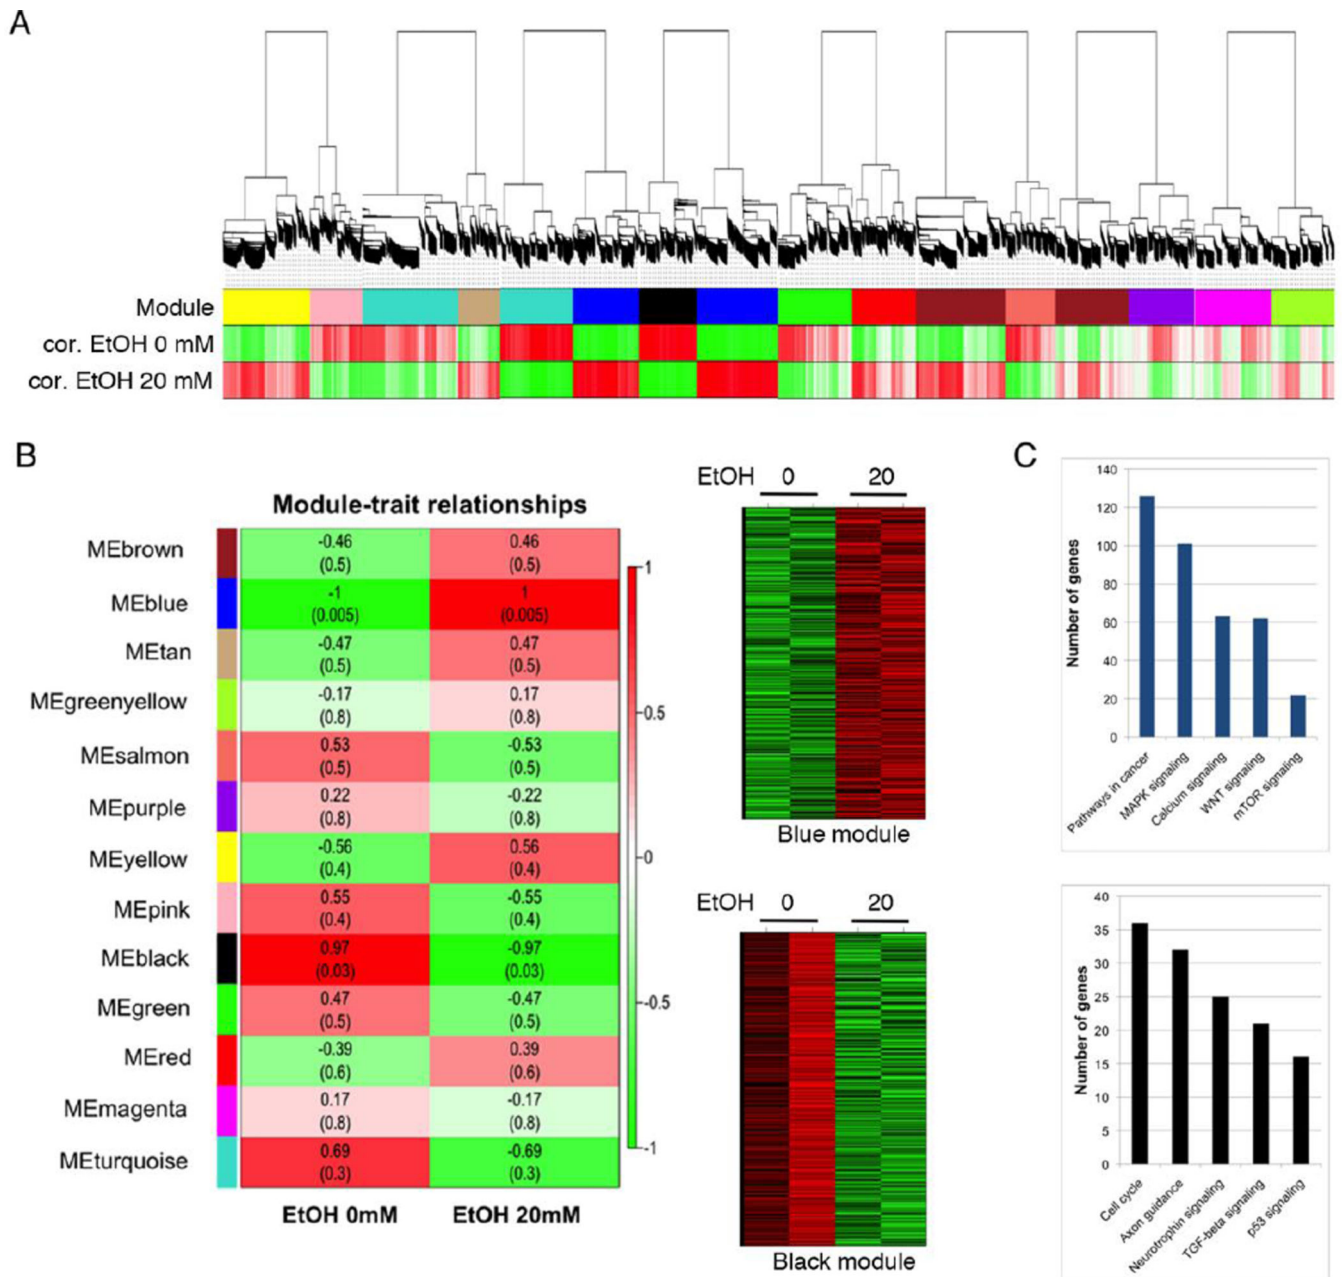 A
Module
cor. EtOH 0 mM
cor. EtOH 20 mM
B
Module-trait relationships
MEbrown
-0.46
(0.5)
0.46
(0.5)
MEblue
-1
(0.005)
1
(0.005)
MEtan
-0.47
(0.5)
0.47
(0.5)
MEgreenyellow
-0.17
(0.8)
0.17
(0.8)
MEsalmon
0.53
(0.5)
-0.53
(0.5)
MEpurple
0.22
(0.8)
-0.22
(0.8)
MEyellow
-0.56
(0.4)
0.56
(0.4)
MEpink
0.55
(0.4)
-0.55
(0.4)
MEblack
0.97
(0.03)
-0.97
(0.03)
MEgreen
0.47
(0.5)
-0.47
(0.5)
MEred
-0.39
(0.6)
0.39
(0.6)
MEmagenta
0.17
(0.8)
-0.17
(0.8)
MEturquoise
0.69
(0.3)
-0.69
(0.3)
EtOH 0mM
EtOH 20mM
1
0.5
0
-0.5
-1
EtOH 0 20
Blue module
EtOH 0 20
Black module
C
Number of genes
140
120
100
80
60
40
20
0
Pathways in cancer
MAPK signaling
Calcium signaling
WNT signaling
mTOR signaling
Number of genes
40
35
30
25
20
15
10
5
0
Cell cycle
Axon guidance
Neurotrophin signaling
TGF-beta signaling
p53 signaling